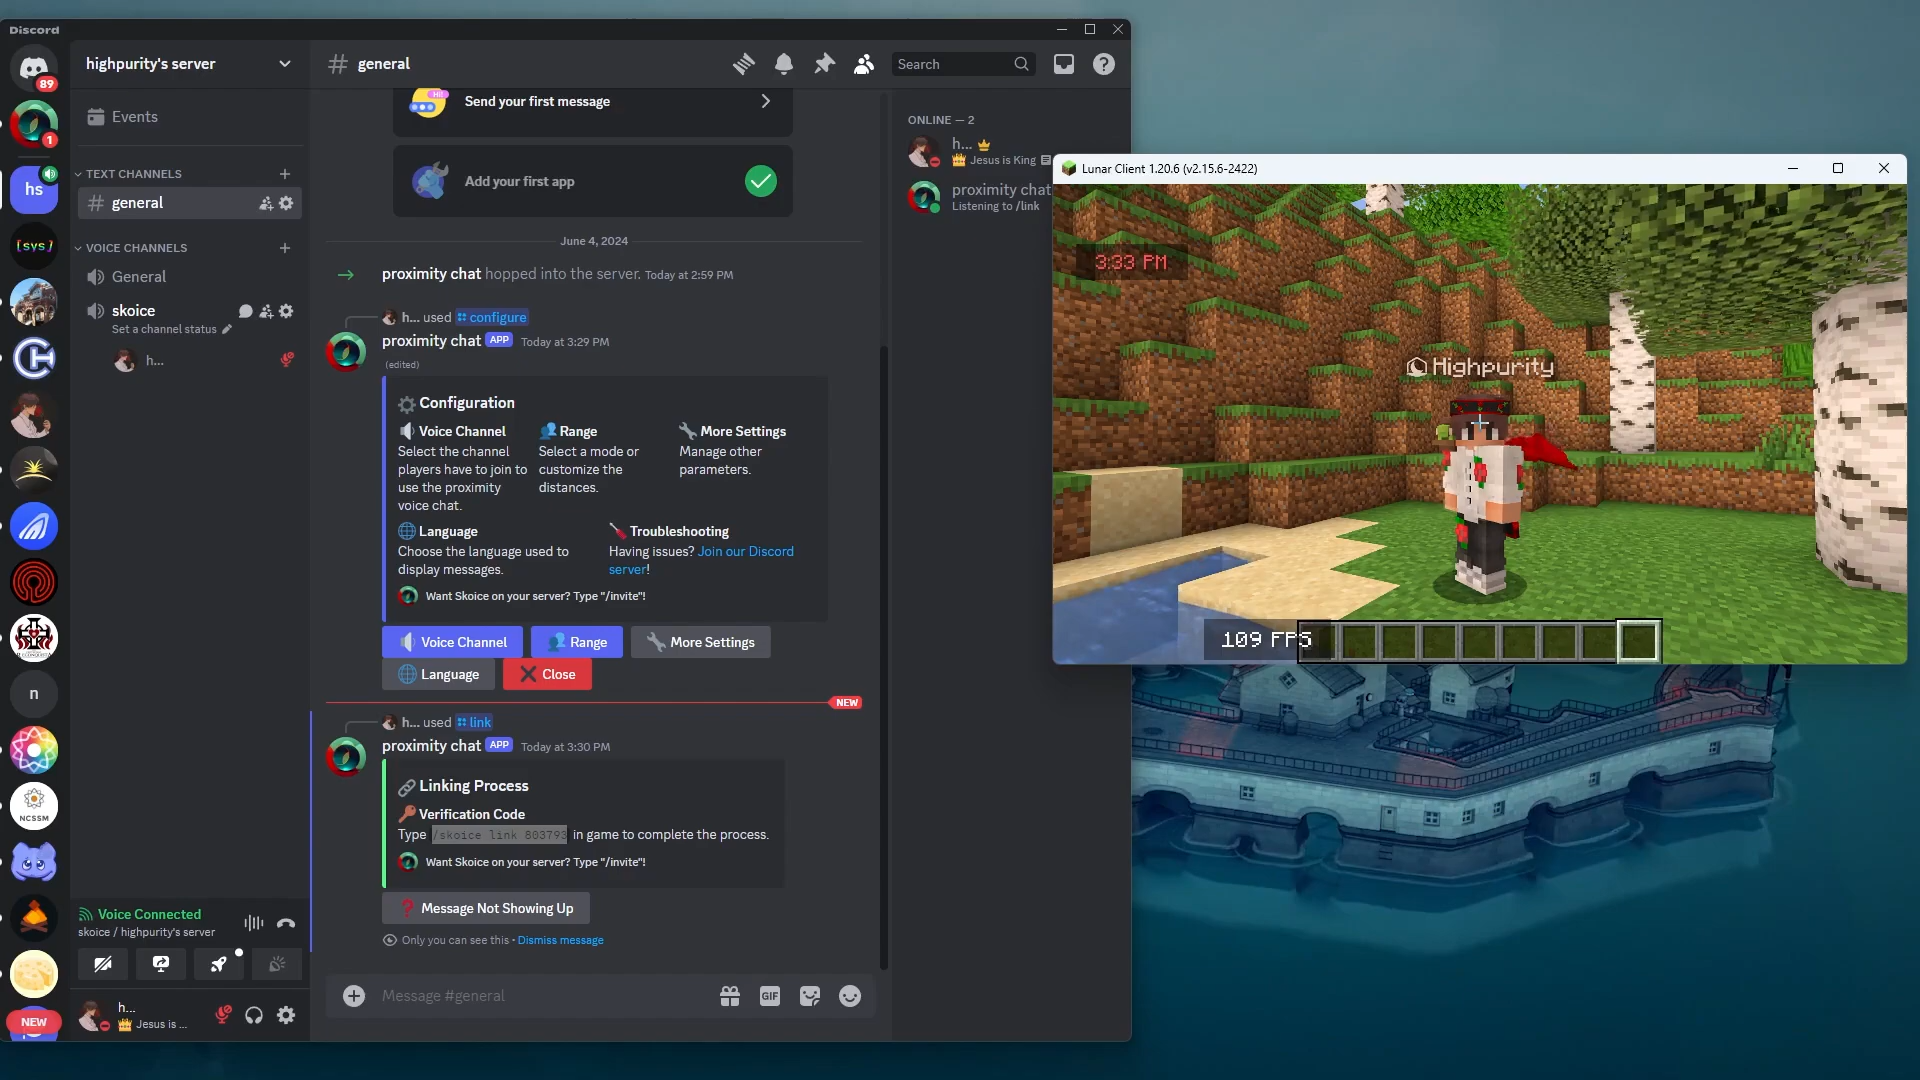 Discord
89
highpurity's server
general
Search
1
Events
Send your first message
Hi!
ONLINE — 2
h...
Jesus is King
proximity chat
Listening to /link
TEXT CHANNELS
hs
general
Add your first app
[sys]
VOICE CHANNELS
General
skoice
Set a channel status
h...
June 4, 2024
proximity chat hopped into the server. Today at 2:59 PM
h... used configure
proximity chat APP Today at 3:29 PM
(edited)
Configuration
Voice Channel
Select the channel
players have to join to
use the proximity
voice chat.
Range
Select a mode or
customize the
distances.
More Settings
Manage other
parameters.
Language
Choose the language used to
display messages.
Troubleshooting
Having issues? Join our Discord
server!
Want Skoice on your server? Type "/invite"!
Voice Channel
Range
More Settings
Language
Close
NEW
h... used link
proximity chat APP Today at 3:30 PM
Linking Process
Verification Code
Type /skoice link 803793 in game to complete the process.
Want Skoice on your server? Type "/invite"!
Message Not Showing Up
Only you can see this • Dismiss message
Message #general
GIF
n
NCSSM
NEW
Voice Connected
skoice / highpurity's server
h...
Jesus is ...
Lunar Client 1.20.6 (v2.15.6-2422)
3:33 PM
Highpurity
109 FPS